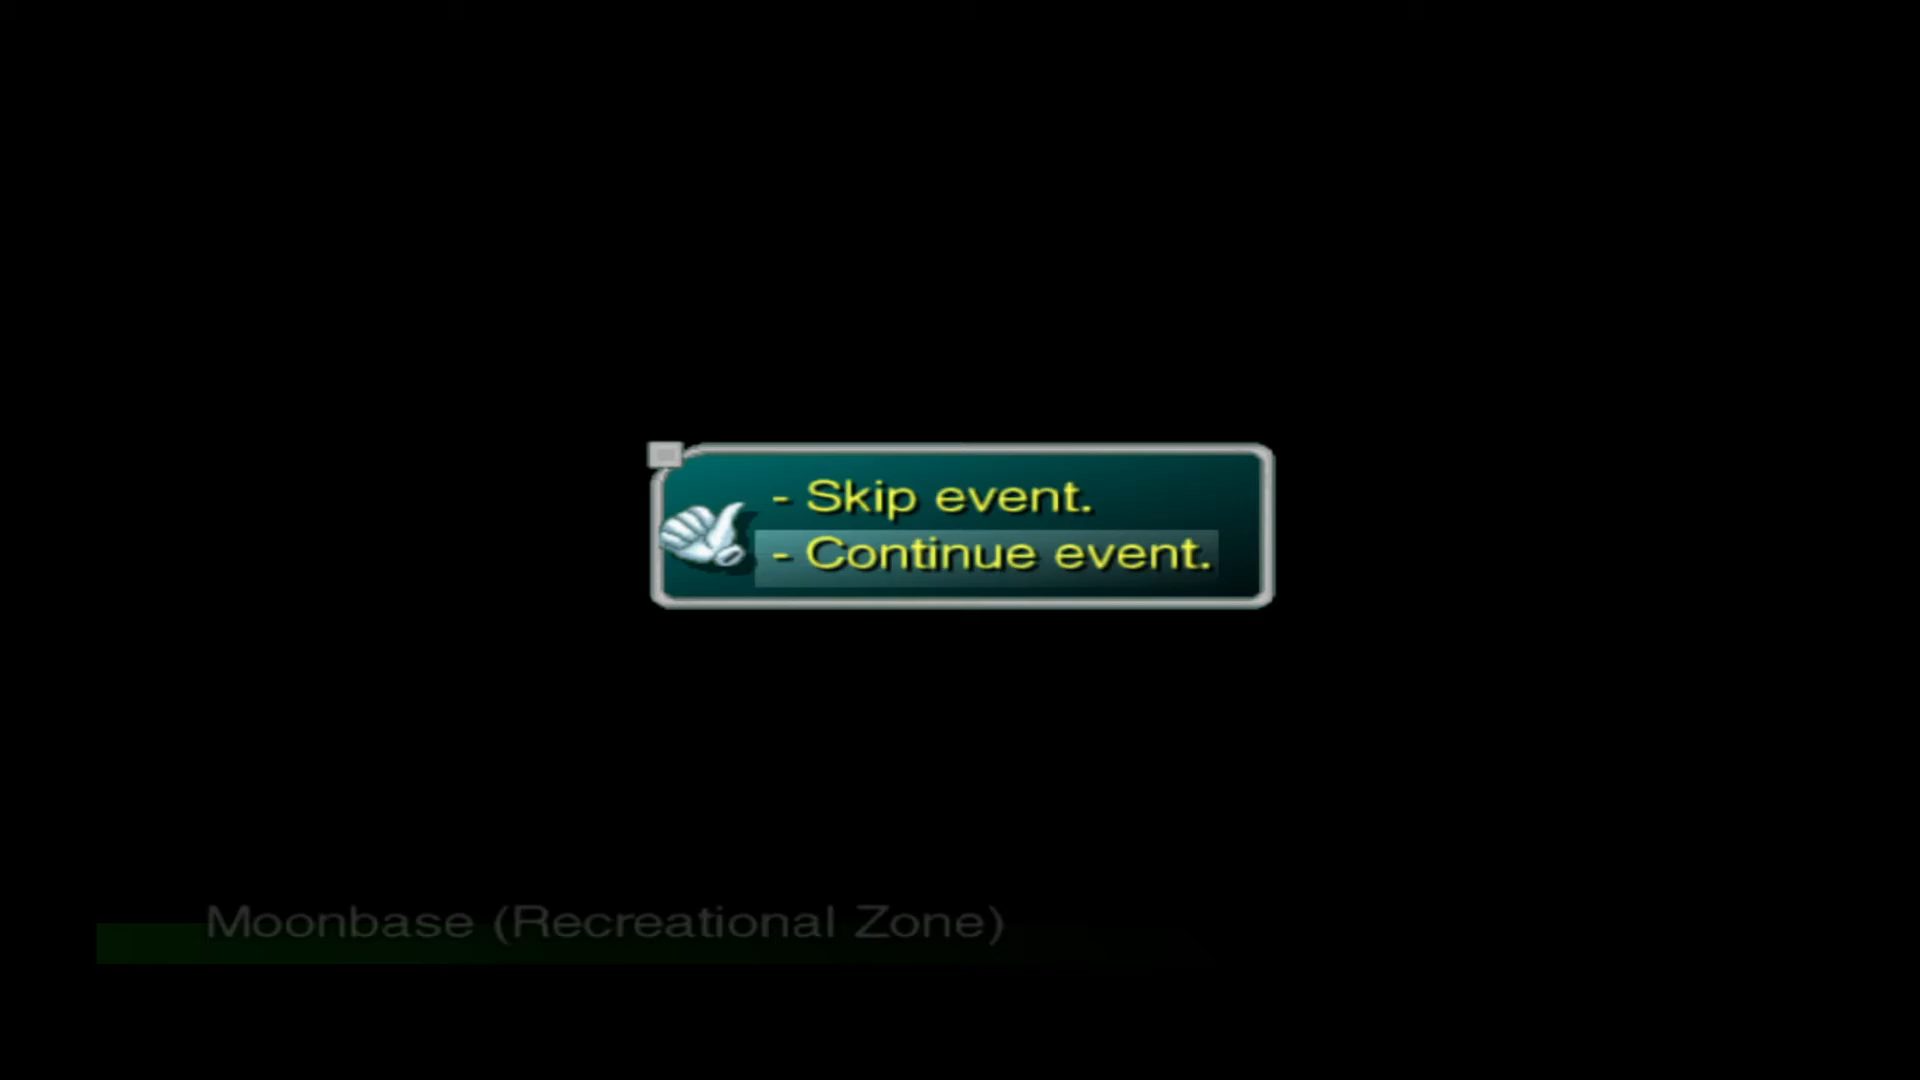 - Skip event.
- Continue event.
Moonbase (Recreational Zone)